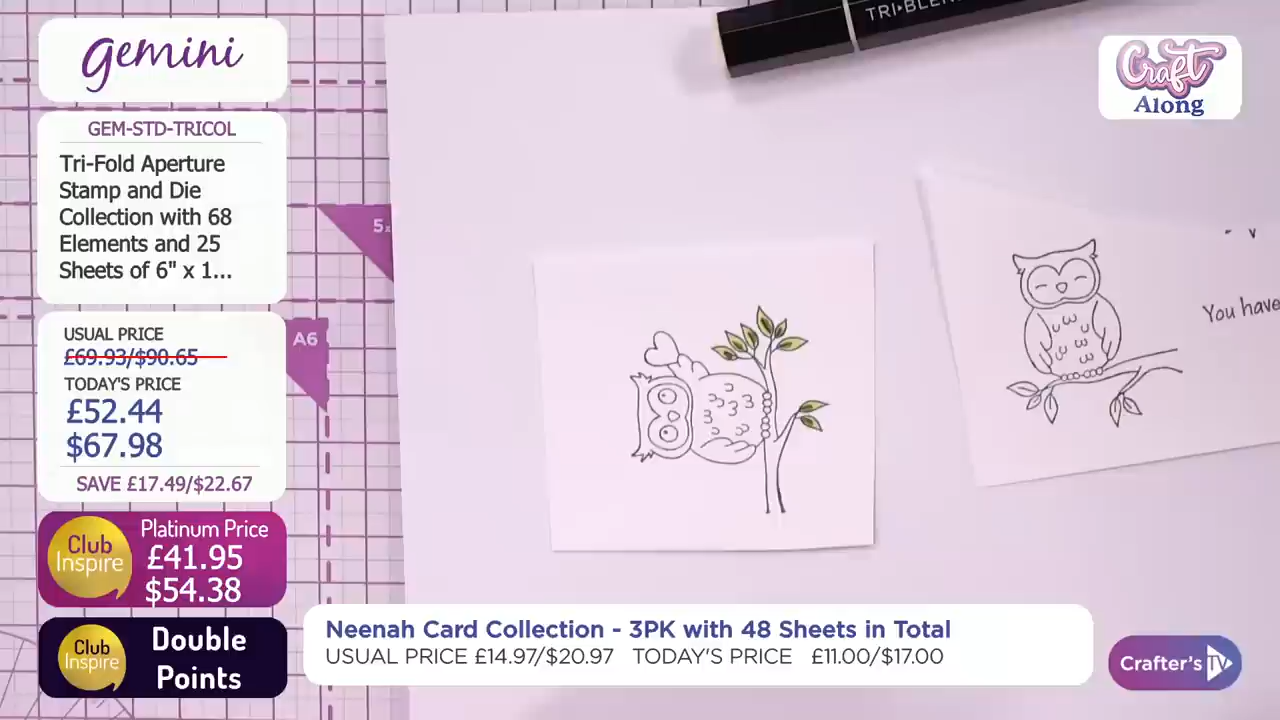 gemini
GEM-STD-TRICOL
Tri-Fold Aperture
Stamp and Die
Collection with 68
Elements and 25
Sheets of 6" x 1...
USUAL PRICE
£69.93/$90.65
TODAY'S PRICE
£52.44
$67.98
SAVE £17.49/$22.67
Club
Inspire
Platinum Price
£41.95
$54.38
Club
Inspire
Double
Points
TRI
Craft
Along
5x
A6
You have
Neenah Card Collection - 3PK with 48 Sheets in Total
USUAL PRICE £14.97/$20.97 TODAY'S PRICE £11.00/$17.00
Crafter's TV